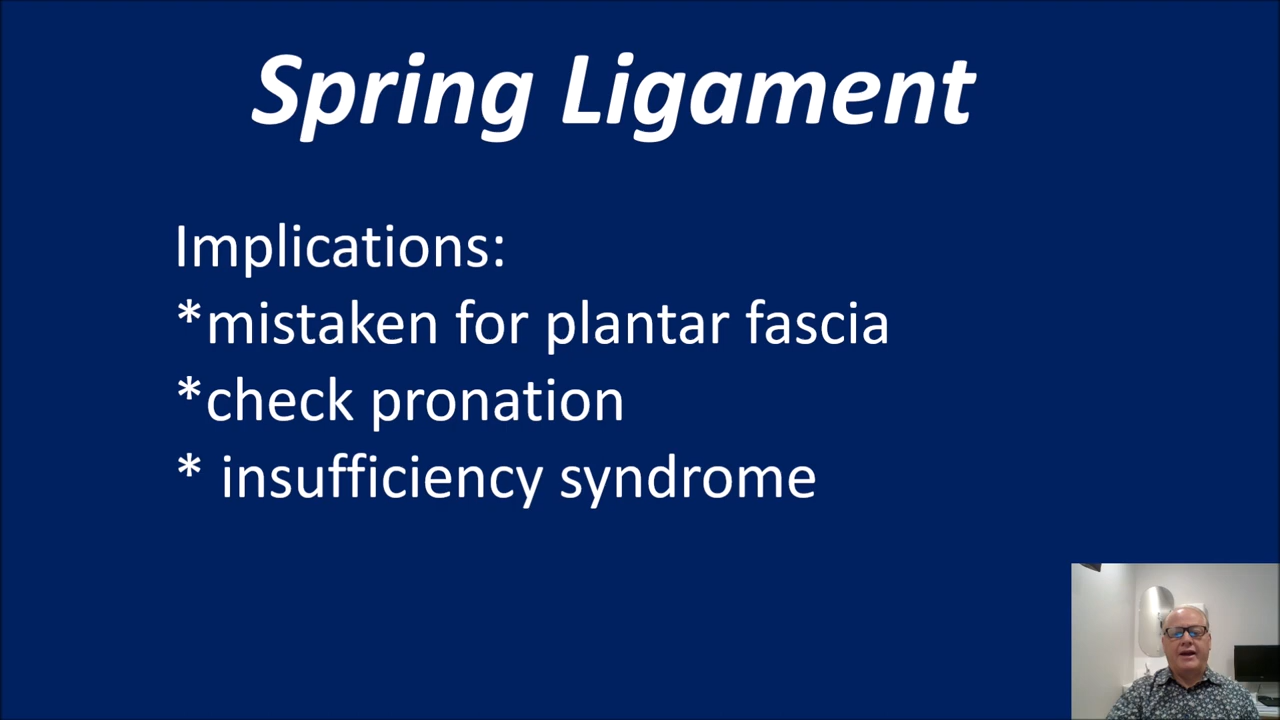 Spring Ligament
Implications:
*mistaken for plantar fascia
*check pronation
* insufficiency syndrome